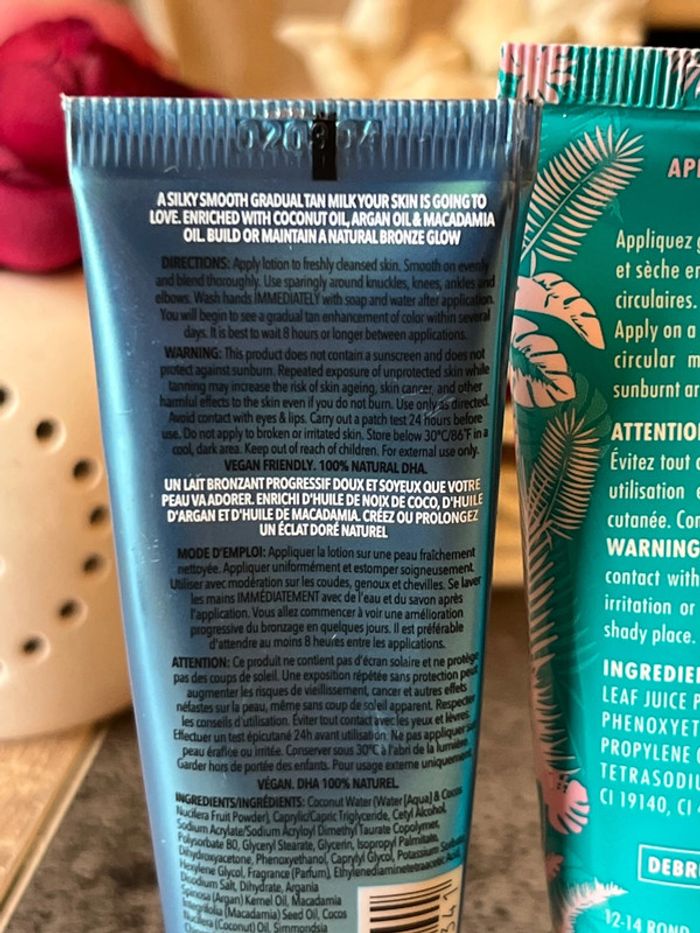 020904
A SILKY SMOOTH GRADUAL TAN MILK YOUR SKIN IS GOING TO
LOVE. ENRICHED WITH COCONUT OIL, ARGAN OIL & MACADAMIA
OIL. BUILD OR MAINTAIN A NATURAL BRONZE GLOW
DIRECTIONS: Apply lotion to freshly cleansed skin. Smooth on evenly
and blend thoroughly. Use sparingly around knuckles, knees, ankles and
elbows. Wash hands IMMEDIATELY with soap and water after application.
You will begin to see a gradual tan enhancement of color within several
days. It is best to wait 8 hours or longer between applications.
WARNING: This product does not contain a sunscreen and does not
protect against sunburn. Repeated exposure of unprotected skin while
tanning may increase the risk of skin ageing, skin cancer, and other
harmful effects to the skin even if you do not burn. Use only as directed.
Avoid contact with eyes & lips. Carry out a patch test 24 hours before
use. Do not apply to broken or irritated skin. Store below 30°C/86°F in a
cool, dark area. Keep out of reach of children. For external use only.
VEGAN FRIENDLY. 100% NATURAL DHA.
UN LAIT BRONZANT PROGRESSIF DOUX ET SOYEUX QUE VOTRE
PEAU VA ADORER. ENRICHI D'HUILE DE NOIX DE COCO, D'HUILE
D'ARGAN ET D'HUILE DE MACADAMIA. CRÉEZ OU PROLONGEZ
UN ÉCLAT DORÉ NATUREL
MODE D'EMPLOI: Appliquer la lotion sur une peau fraîchement
nettoyée. Appliquer uniformément et estomper soigneusement.
Utiliser avec modération sur les coudes, genoux et chevilles. Se laver
les mains IMMÉDIATEMENT avec de l'eau et du savon après
l'application. Vous allez commencer à voir une amélioration
progressive du bronzage en quelques jours. Il est préférable
d'attendre au moins 8 heures entre les applications.
ATTENTION: Ce produit ne contient pas d'écran solaire et ne protège
pas des coups de soleil. Une exposition répétée sans protection peut
augmenter les risques de vieillissement, cancer et autres effets
néfastes sur la peau, même sans coup de soleil apparent. Respecter
les conseils d'utilisation. Éviter tout contact avec les yeux et lèvres.
Effectuer un test épicutané 24h avant utilisation. Ne pas appliquer sur
peau éraflée ou irritée. Conserver sous 30°C à l'abri de la lumière.
Garder hors de portée des enfants. Pour usage externe uniquement.
VÉGAN. DHA 100% NATUREL.
INGREDIENTS/INGRÉDIENTS: Coconut Water (Water [Aqua] & Cocos
Nucifera Fruit Powder), Caprylic/Capric Triglyceride, Cetyl Alcohol,
Sodium Acrylate/Sodium Acryloyl Dimethyl Taurate Copolymer,
Polysorbate 80, Glyceryl Stearate, Glycerin, Isopropyl Palmitate,
Dihydroxyacetone, Phenoxyethanol, Caprylyl Glycol, Potassium Sorbate,
Hexylene Glycol, Fragrance (Parfum), Ethylenediaminetetraacetic Acid
Disodium Salt, Dihydrate, Argania
Spinosa (Argan) Kernel Oil, Macadamia
Integrifolia (Macadamia) Seed Oil, Cocos
Nucifera (Coconut) Oil, Simmondsia
Appliquez
et sèche
circulaires.
Apply on a
circular
sunburnt
ATTENTION
Évitez tout
utilisation
cutanée.
WARNING
contact with
irritation or
shady place.
LEAF JUICE
CI 19140, CI
12-14 ROND